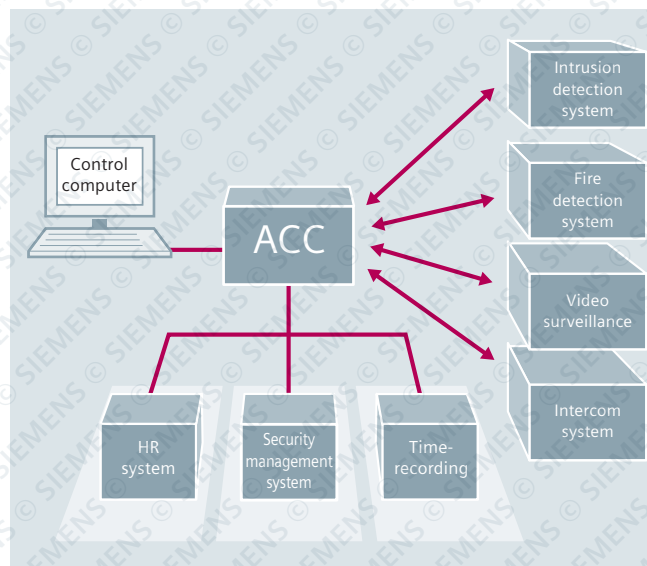 Intrusion
detection
system
Control
computer
Fire
detection
system
ACC
Video
surveillance
Intercom
system
HR
system
Security
management
system
Time-
recording
© SIEMENS